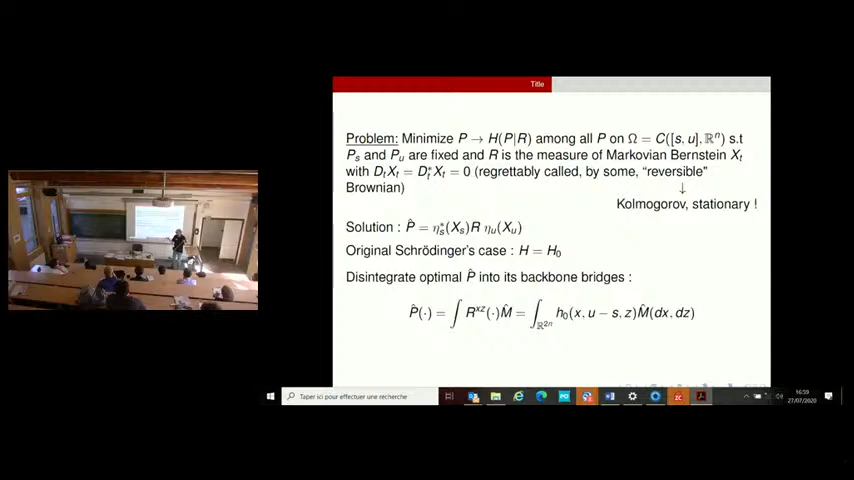 Title
Problem: Minimize P → H(P|R) among all P on Ω = C([s, u], ℝⁿ) s.t
Pₛ and Pᵤ are fixed and R is the measure of Markovian Bernstein Xₜ
with DₜXₜ = D*ₜXₜ = 0 (regrettably called, by some, “reversible”
Brownian)
↓
Kolmogorov, stationary !
Solution : P̂ = η*ₛ(Xₛ)R ηᵤ(Xᵤ)
Original Schrödinger's case : H = H₀
Disintegrate optimal P̂ into its backbone bridges :
P̂(·) = ∫ Rˣᶻ(·)M̂ = ∫_ℝ²ⁿ h₀(x, u − s, z)M̂(dx, dz)
Taper ici pour effectuer une recherche
16:59
27/07/2020